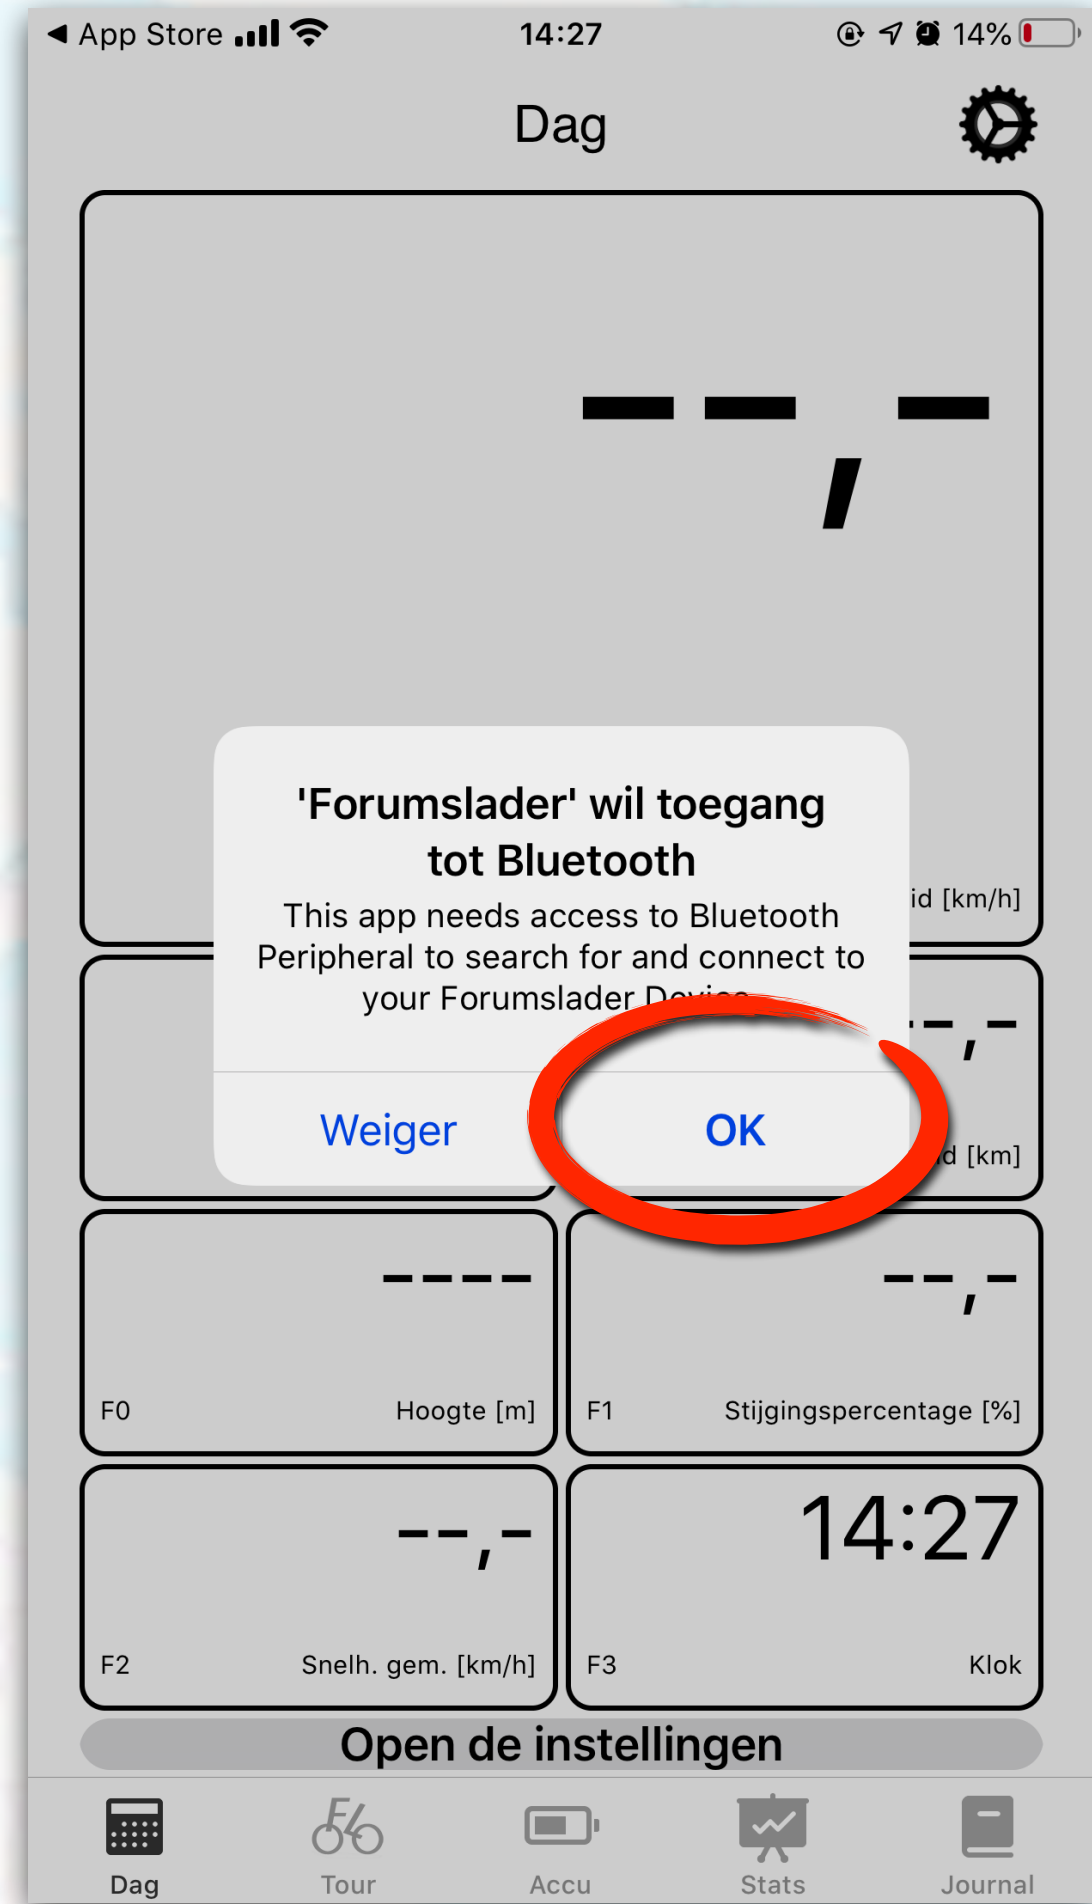 App Store 14:27 14%
Dag
--,-
'Forumslader' wil toegang
tot Bluetooth
This app needs access to Bluetooth
Peripheral to search for and connect to
your Forumslader
Weiger OK
[km/h]
--,-
[km]
---- --,-
F0 Hoogte [m] F1 Stijgingspercentage [%]
--,- 14:27
F2 Snelh. gem. [km/h] F3 Klok
Open de instellingen
Dag Tour Accu Stats Journal